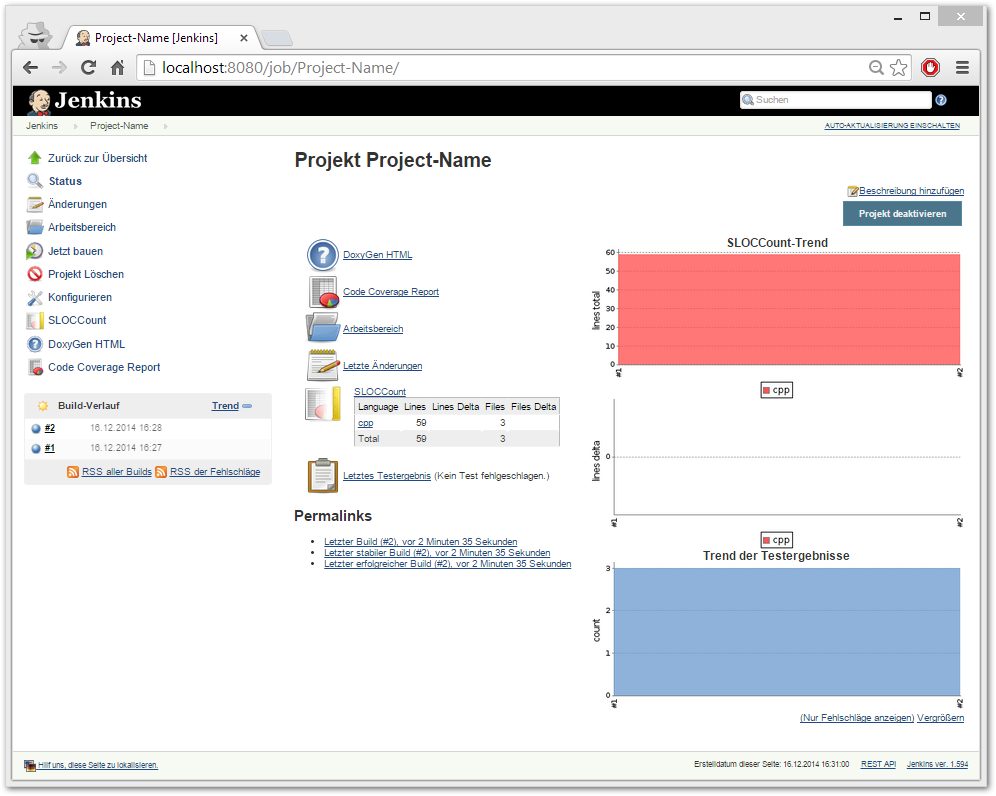 Project-Name [Jenkins]
localhost:8080/job/Project-Name/
Jenkins
Suchen
Jenkins
Project-Name
AUTO-AKTUALISIERUNG EINSCHALTEN
Zurück zur Übersicht
Status
Änderungen
Arbeitsbereich
Jetzt bauen
Projekt Löschen
Konfigurieren
SLOCCount
DoxyGen HTML
Code Coverage Report
Build-Verlauf Trend
#2 16.12.2014 16:28
#1 16.12.2014 16:27
RSS aller Builds RSS der Fehlschläge
Projekt Project-Name
Beschreibung hinzufügen
Projekt deaktivieren
DoxyGen HTML
Code Coverage Report
Arbeitsbereich
Letzte Änderungen
SLOCCount
Language Lines Lines Delta Files Files Delta
cpp 59 3
Total 59 3
Letztes Testergebnis (Kein Test fehlgeschlagen.)
Permalinks
Letzter Build (#2), vor 2 Minuten 35 Sekunden
Letzter stabiler Build (#2), vor 2 Minuten 35 Sekunden
Letzter erfolgreicher Build (#2), vor 2 Minuten 35 Sekunden
SLOCCount-Trend
lines total
60
50
40
30
20
10
0
#1 #2
cpp
lines delta
0
#1 #2
cpp
Trend der Testergebnisse
count
3
2
1
0
#1 #2
(Nur Fehlschläge anzeigen) Vergrößern
Hilf uns, diese Seite zu lokalisieren.
Erstelldatum dieser Seite: 16.12.2014 16:31:00 REST API Jenkins ver. 1.594